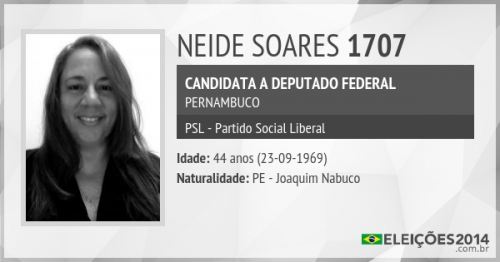 NEIDE SOARES 1707
CANDIDATA A DEPUTADO FEDERAL
PERNAMBUCO
PSL - Partido Social Liberal
Idade: 44 anos (23-09-1969)
Naturalidade: PE - Joaquim Nabuco
ELEIÇÕES2014
.com.br